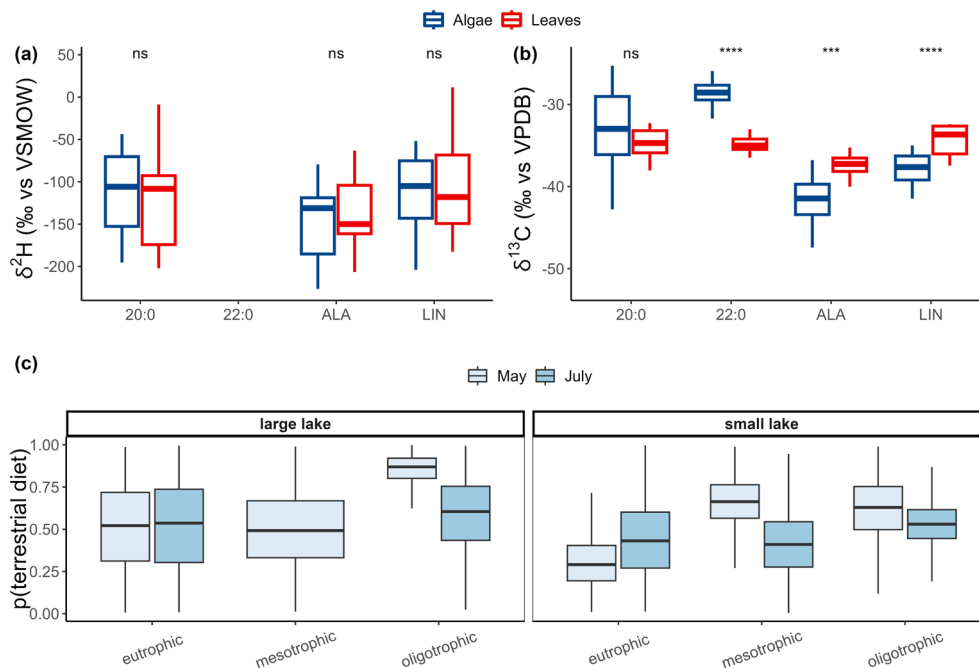 Algae Leaves
(a)
ns ns ns
50
0
-50
-100
-150
-200
δ²H (‰ vs VSMOW)
20:0 22:0 ALA LIN
(b)
ns **** *** ****
-30
-40
-50
δ¹³C (‰ vs VPDB)
20:0 22:0 ALA LIN
(c)
May July
large lake small lake
1.00
0.75
0.50
0.25
0.00
p(terrestrial diet)
eutrophic mesotrophic oligotrophic eutrophic mesotrophic oligotrophic